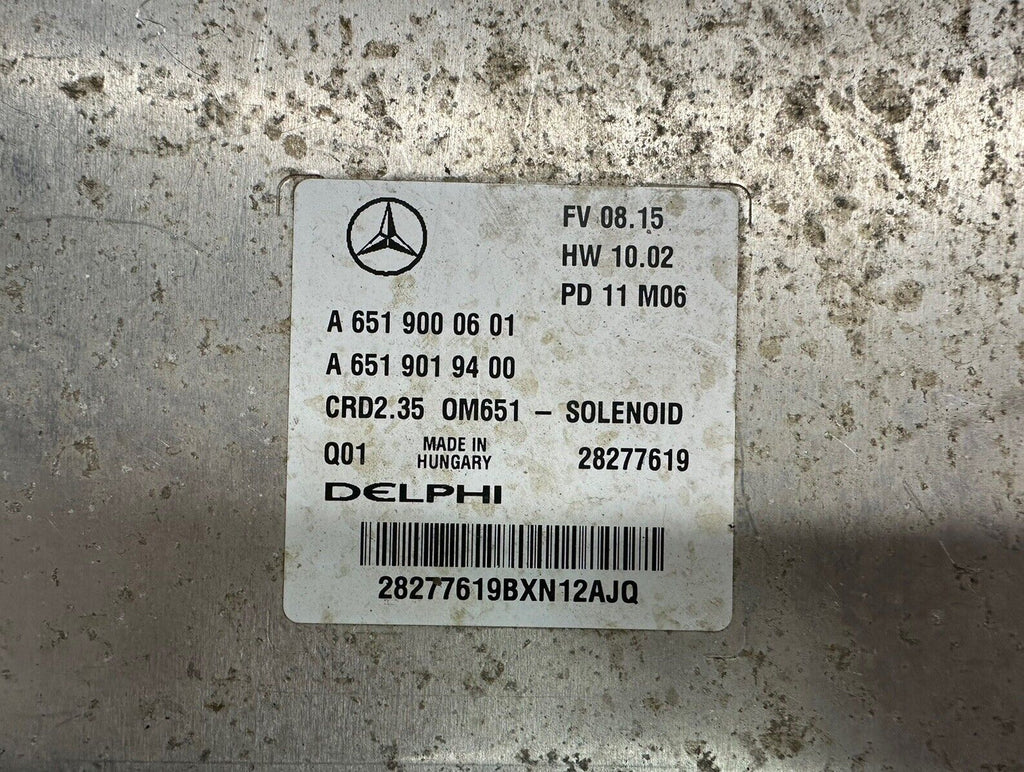 FV 08.15
HW 10.02
PD 11 M06
A 651 900 06 01
A 651 901 94 00
CRD2.35 OM651 – SOLENOID
Q01 MADE IN HUNGARY 28277619
DELPHI
28277619BXN12AJQ